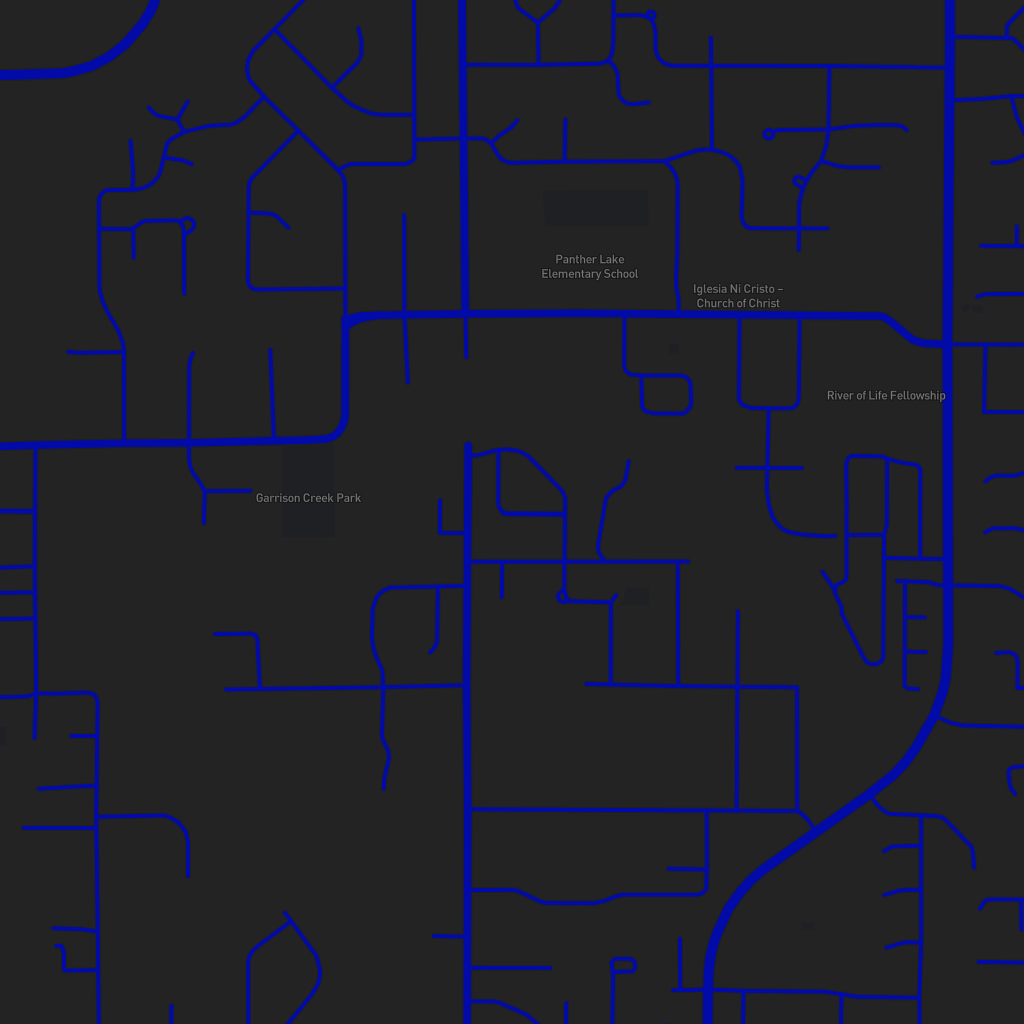 Panther Lake
Elementary School
Iglesia Ni Cristo –
Church of Christ
River of Life Fellowship
Garrison Creek Park